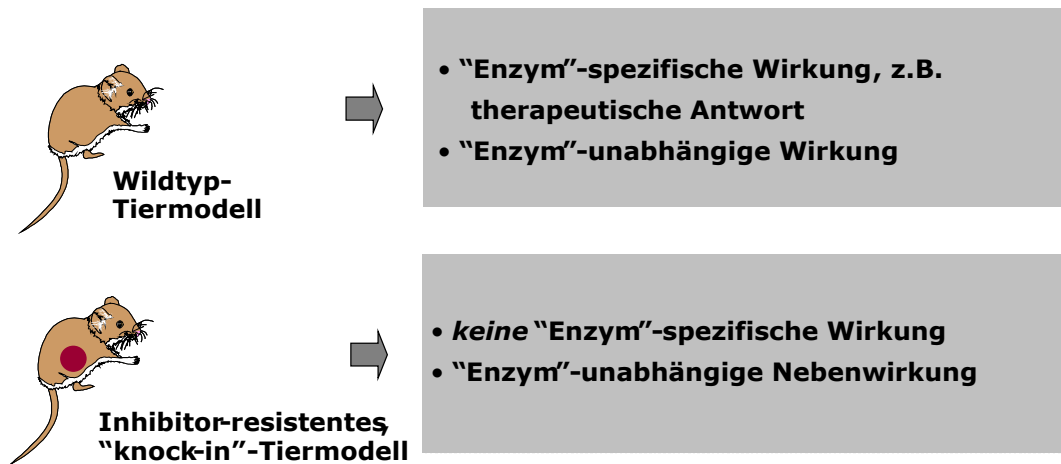 • “Enzym”-spezifische Wirkung, z.B.
therapeutische Antwort
• “Enzym”-unabhängige Wirkung
Wildtyp-
Tiermodell
• keine “Enzym”-spezifische Wirkung
• “Enzym”-unabhängige Nebenwirkung
Inhibitor-resistentes,
“knock-in”-Tiermodell